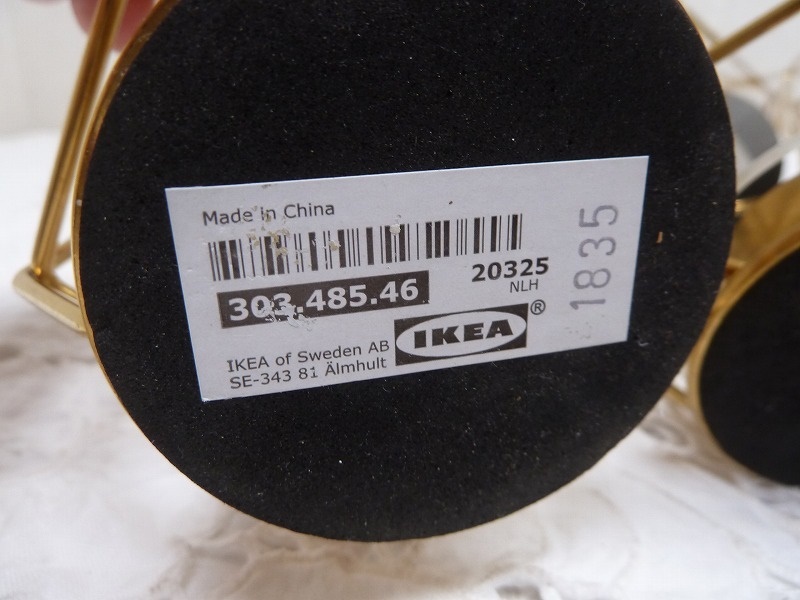 Made in China
303.485.46
20325
NLH
IKEA of Sweden AB
SE-343 81 Älmhult
IKEA®
1835